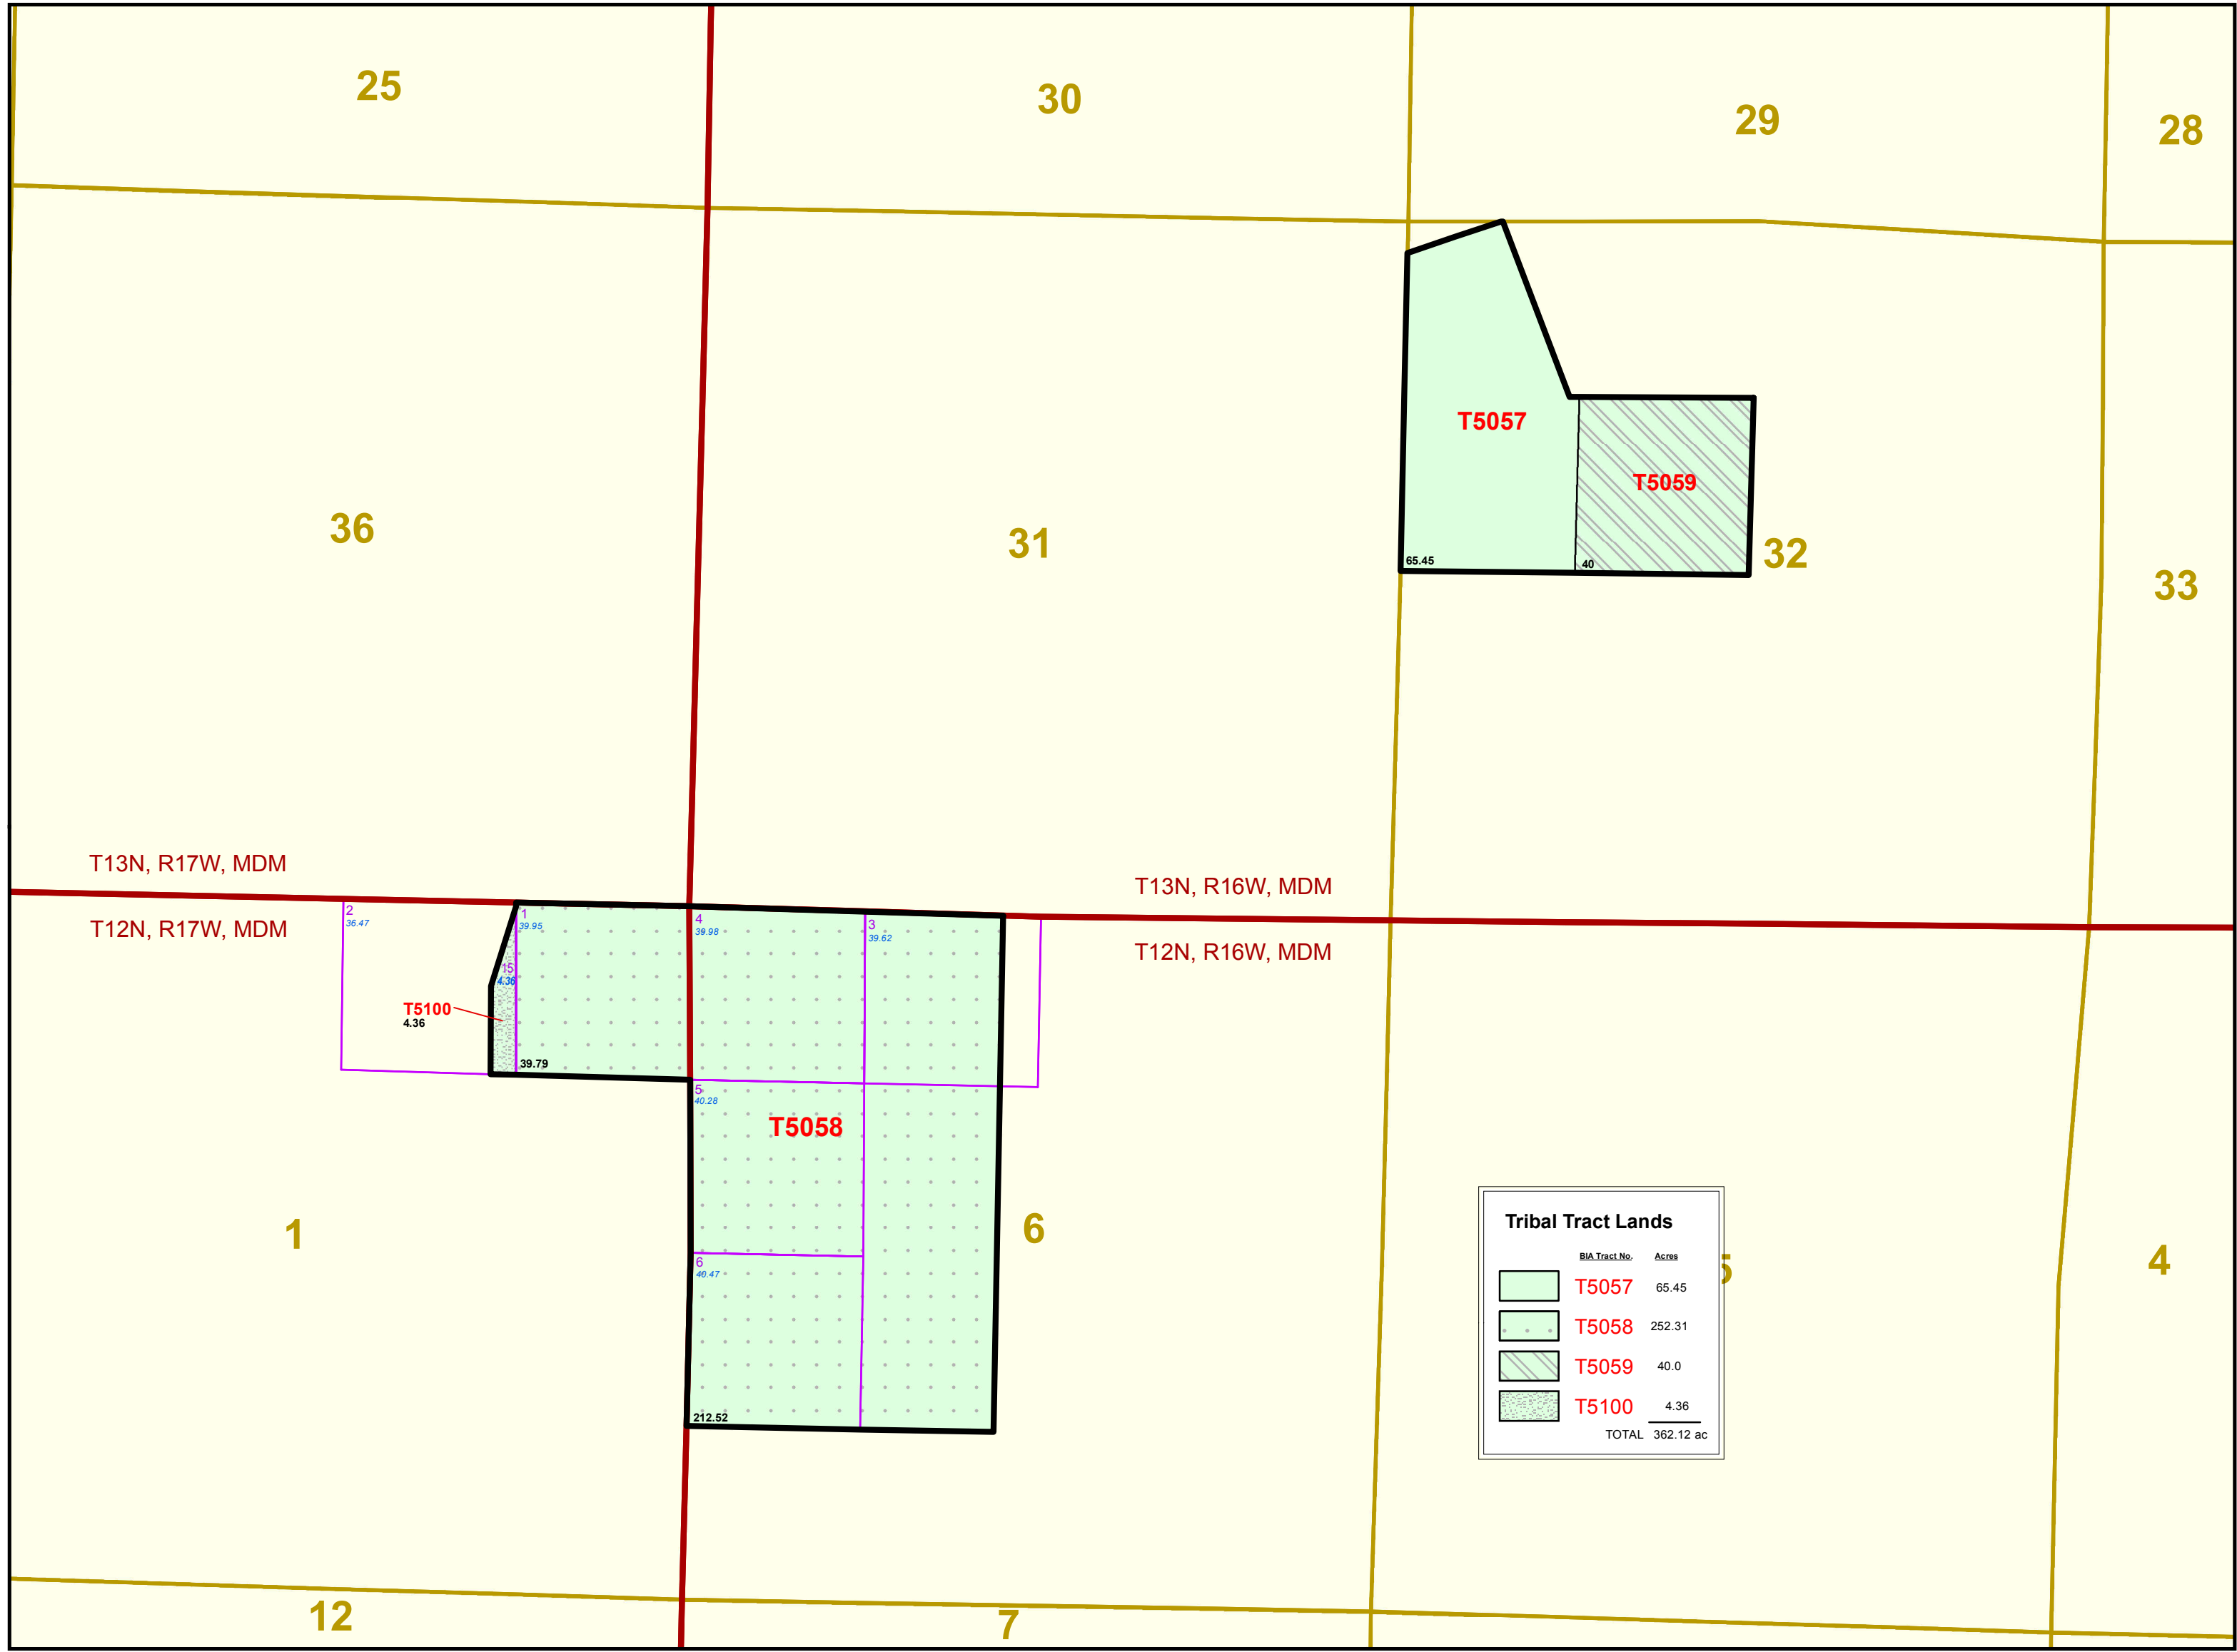 25
30
29
28
36
31
32
33
T5057
T5059
65.45
40
T13N, R17W, MDM
T13N, R16W, MDM
T12N, R17W, MDM
T12N, R16W, MDM
2
36.47
1
39.95
4
39.98
3
39.62
15
4.36
T5100
4.36
39.79
5
40.28
T5058
6
40.47
212.52
1
6
5
4
Tribal Tract Lands
BIA Tract No. Acres
T5057 65.45
T5058 252.31
T5059 40.0
T5100 4.36
TOTAL 362.12 ac
12
7